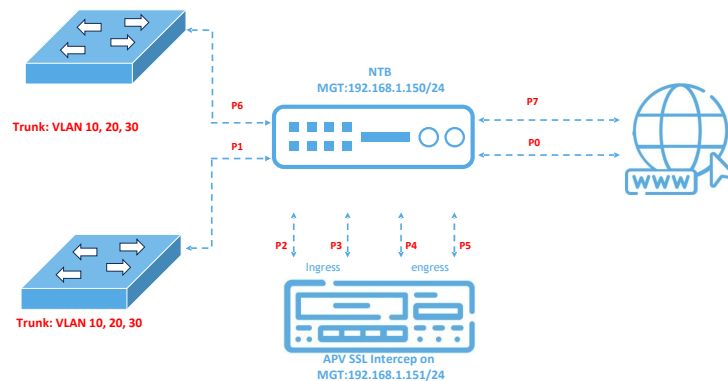 NTB
MGT:192.168.1.150/24
P6
P7
Trunk: VLAN 10, 20, 30
P1
P0
WWW
P2
P3
P4
P5
Ingress
engress
Trunk: VLAN 10, 20, 30
APV SSL Intercep on
MGT:192.168.1.151/24